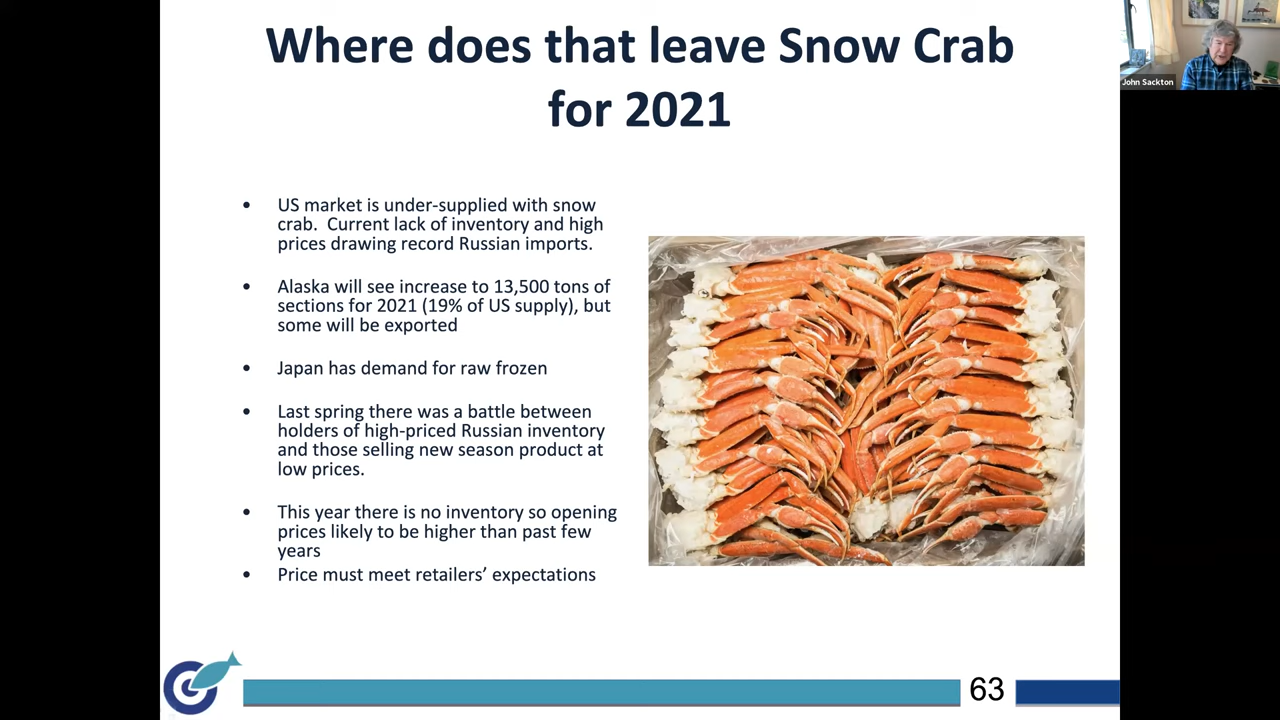 Where does that leave Snow Crab
for 2021
John Sackton
• US market is under-supplied with snow
crab. Current lack of inventory and high
prices drawing record Russian imports.
• Alaska will see increase to 13,500 tons of
sections for 2021 (19% of US supply), but
some will be exported
• Japan has demand for raw frozen
• Last spring there was a battle between
holders of high-priced Russian inventory
and those selling new season product at
low prices.
• This year there is no inventory so opening
prices likely to be higher than past few
years
• Price must meet retailers’ expectations
63